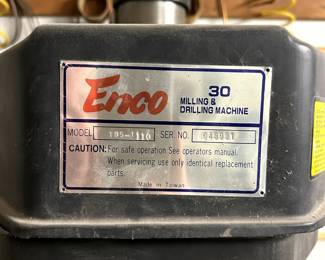 Enco
30
MILLING &
DRILLING MACHINE
MODEL SER. NO.
CAUTION: For safe operation See operators manual.
When servicing use only identical replacement
parts.
Made in Taiwan